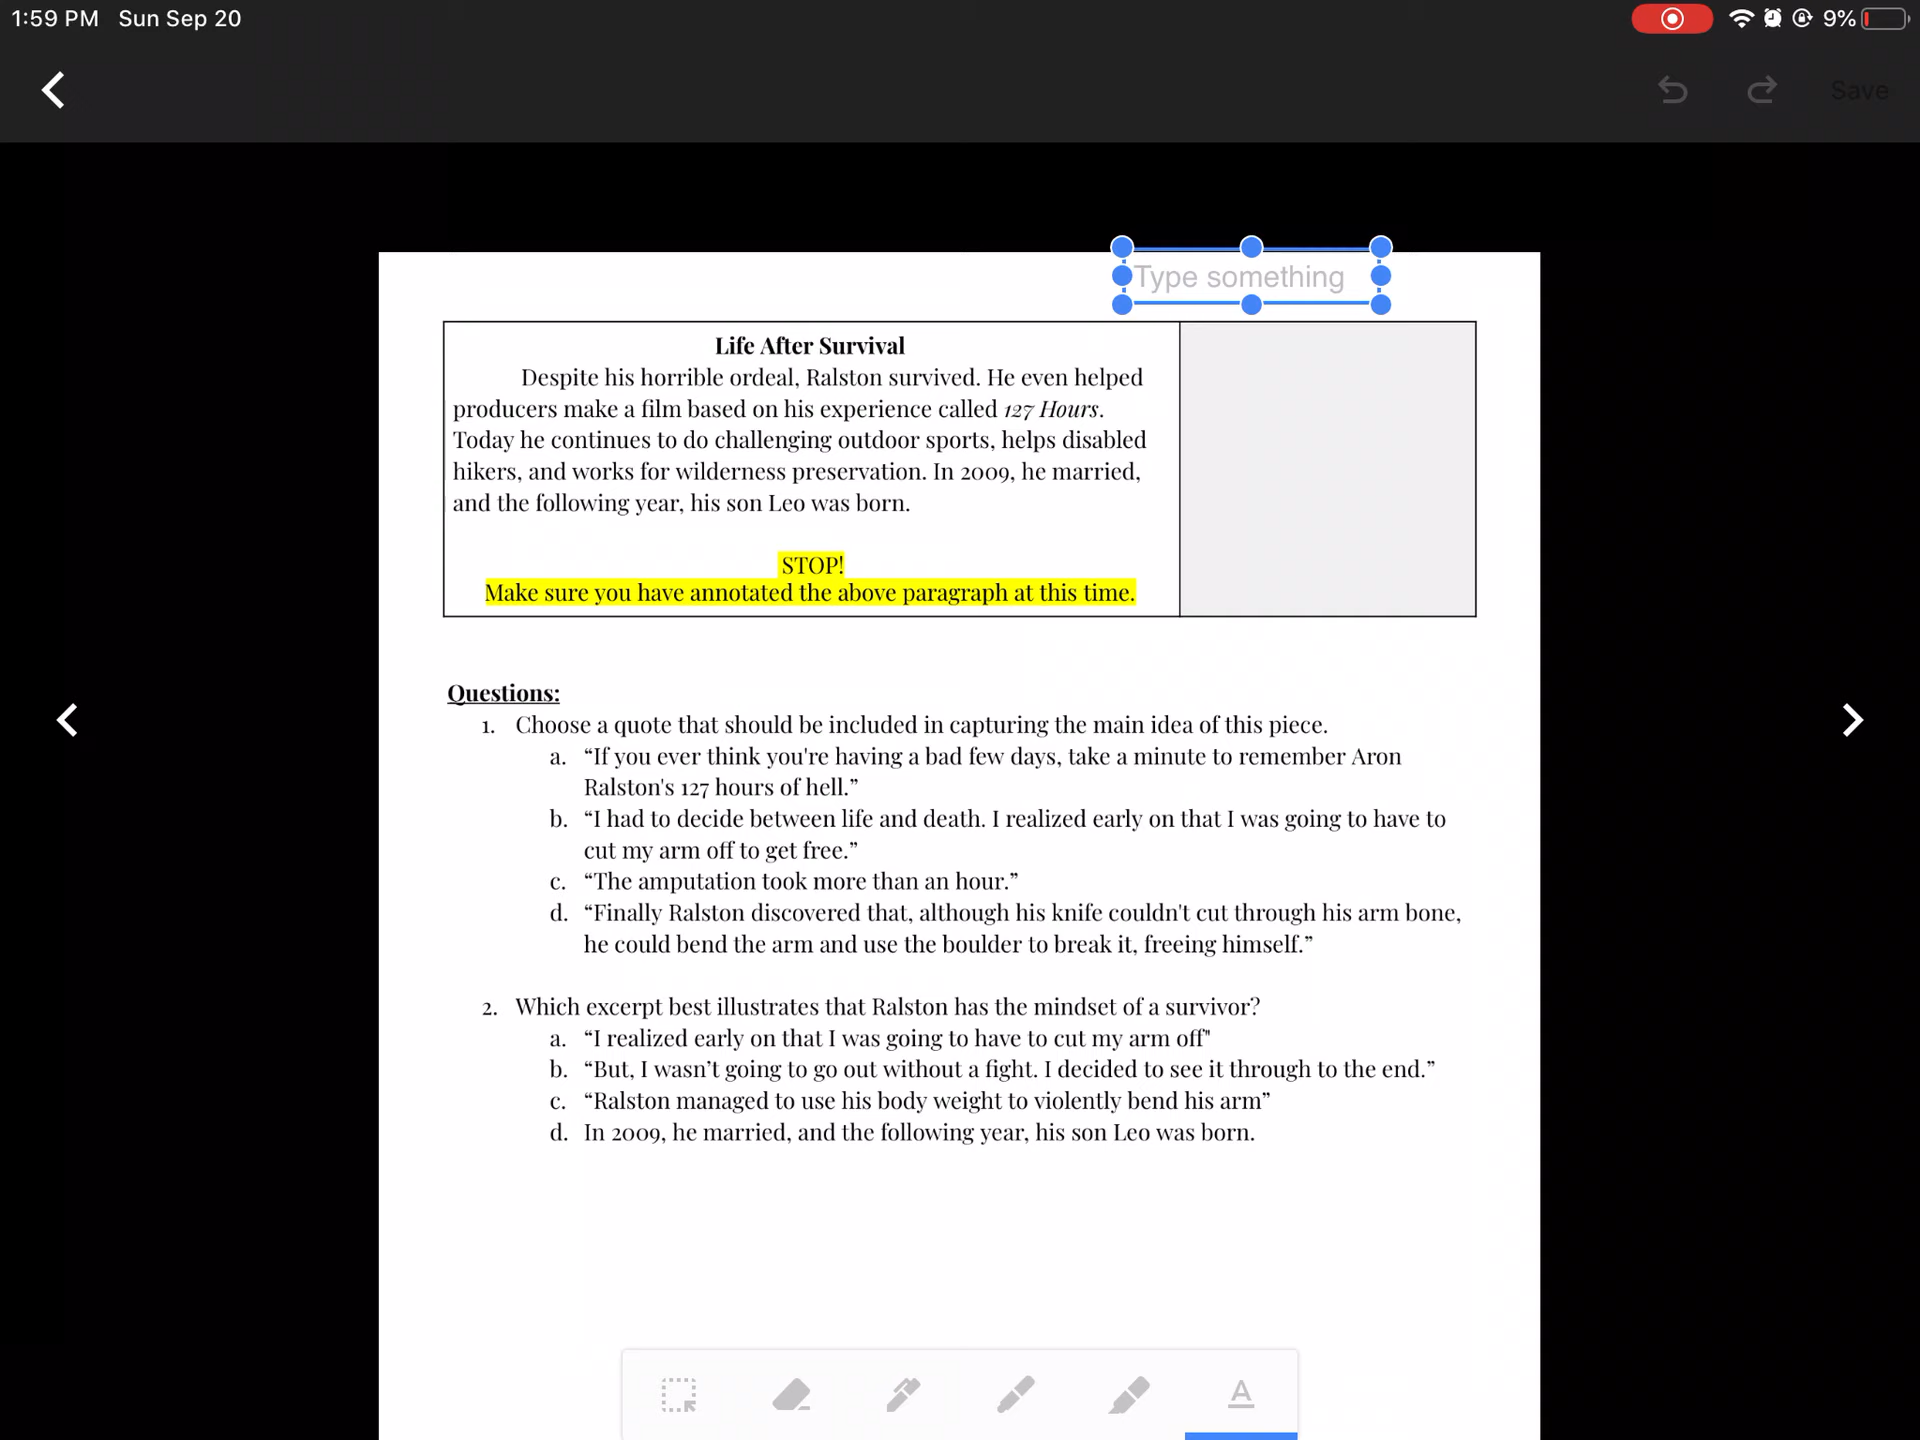 1:59 PM Sun Sep 20
9%
Save
Type something
Life After Survival
Despite his horrible ordeal, Ralston survived. He even helped
producers make a film based on his experience called 127 Hours.
Today he continues to do challenging outdoor sports, helps disabled
hikers, and works for wilderness preservation. In 2009, he married,
and the following year, his son Leo was born.
STOP!
Make sure you have annotated the above paragraph at this time.
Questions:
1. Choose a quote that should be included in capturing the main idea of this piece.
a. “If you ever think you're having a bad few days, take a minute to remember Aron
Ralston's 127 hours of hell.”
b. “I had to decide between life and death. I realized early on that I was going to have to
cut my arm off to get free.”
c. “The amputation took more than an hour.”
d. “Finally Ralston discovered that, although his knife couldn't cut through his arm bone,
he could bend the arm and use the boulder to break it, freeing himself.”
2. Which excerpt best illustrates that Ralston has the mindset of a survivor?
a. “I realized early on that I was going to have to cut my arm off"
b. “But, I wasn’t going to go out without a fight. I decided to see it through to the end.”
c. “Ralston managed to use his body weight to violently bend his arm”
d. In 2009, he married, and the following year, his son Leo was born.
A